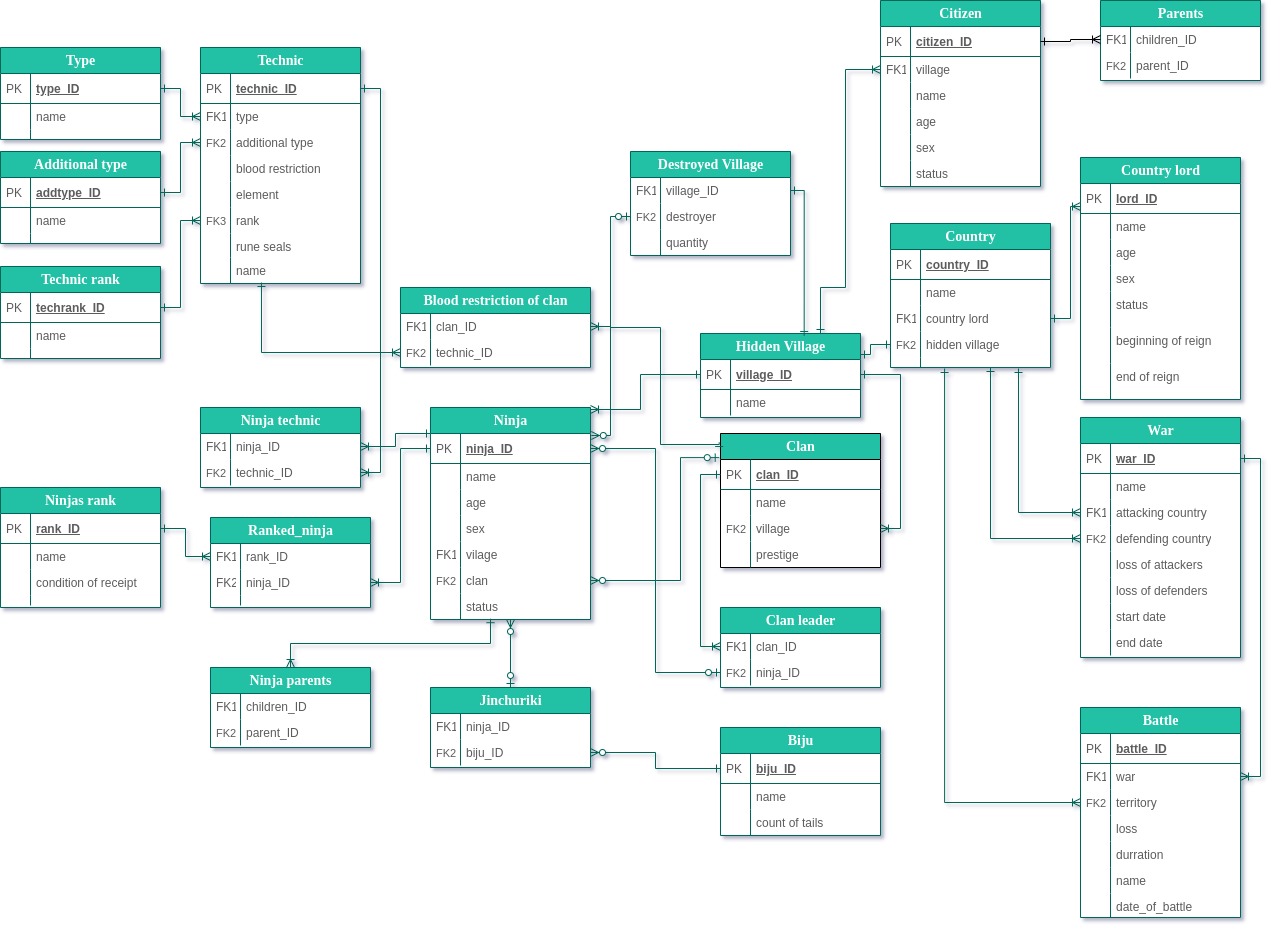 Citizen
PK citizen_ID
FK1 village
name
age
sex
status
Parents
FK1 children_ID
FK2 parent_ID
Type
PK type_ID
name
Technic
PK technic_ID
FK1 type
FK2 additional type
blood restriction
element
FK3 rank
rune seals
name
Additional type
PK addtype_ID
name
Technic rank
PK techrank_ID
name
Destroyed Village
FK1 village_ID
FK2 destroyer
quantity
Country lord
PK lord_ID
name
age
sex
status
beginning of reign
end of reign
Country
PK country_ID
name
FK1 country lord
FK2 hidden village
Blood restriction of clan
FK1 clan_ID
FK2 technic_ID
Hidden Village
PK village_ID
name
Ninja technic
FK1 ninja_ID
FK2 technic_ID
Ninja
PK ninja_ID
name
age
sex
FK1 vilage
FK2 clan
status
Clan
PK clan_ID
name
FK2 village
prestige
War
PK war_ID
name
FK1 attacking country
FK2 defending country
loss of attackers
loss of defenders
start date
end date
Ninjas rank
PK rank_ID
name
condition of receipt
Ranked_ninja
FK1 rank_ID
FK2 ninja_ID
Clan leader
FK1 clan_ID
FK2 ninja_ID
Ninja parents
FK1 children_ID
FK2 parent_ID
Jinchuriki
FK1 ninja_ID
FK2 biju_ID
Biju
PK biju_ID
name
count of tails
Battle
PK battle_ID
FK1 war
FK2 territory
loss
durration
name
date_of_battle